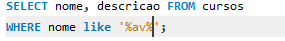 SELECT nome, descricao FROM cursos
WHERE nome like '%av%';